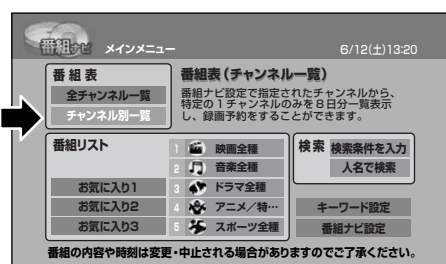 番組ナビ メインメニュー 6/12(土)13:20
番組表
全チャンネル一覧
チャンネル別一覧
番組表(チャンネル一覧)
番組ナビ設定で指定されたチャンネルから、
特定の1チャンネルのみを8日分一覧表示
し、録画予約をすることができます。
番組リスト
お気に入り1
お気に入り2
お気に入り3
1 映画全種
2 音楽全種
3 ドラマ全種
4 アニメ/特…
5 スポーツ全種
検索 検索条件を入力
人名で検索
キーワード設定
番組ナビ設定
番組の内容や時刻は変更・中止される場合がありますのでご了承ください。